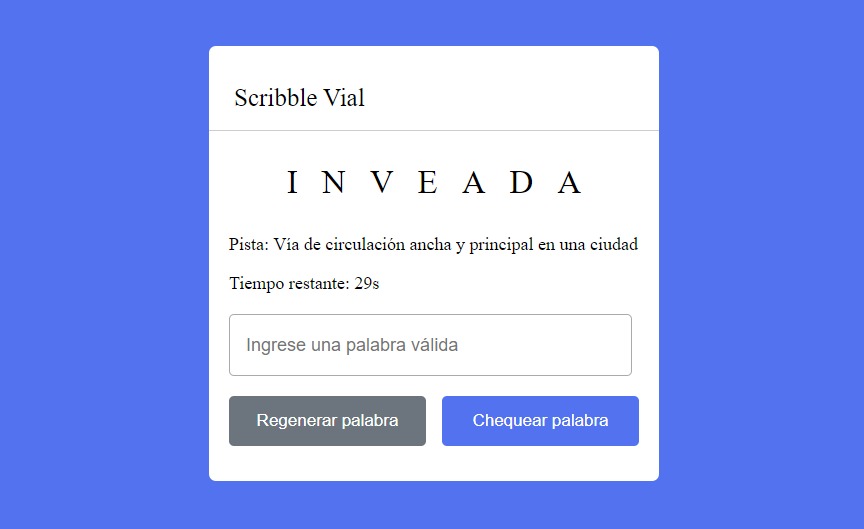 Scribble Vial
I N V E A D A
Pista: Vía de circulación ancha y principal en una ciudad
Tiempo restante: 29s
Ingrese una palabra válida
Regenerar palabra Chequear palabra